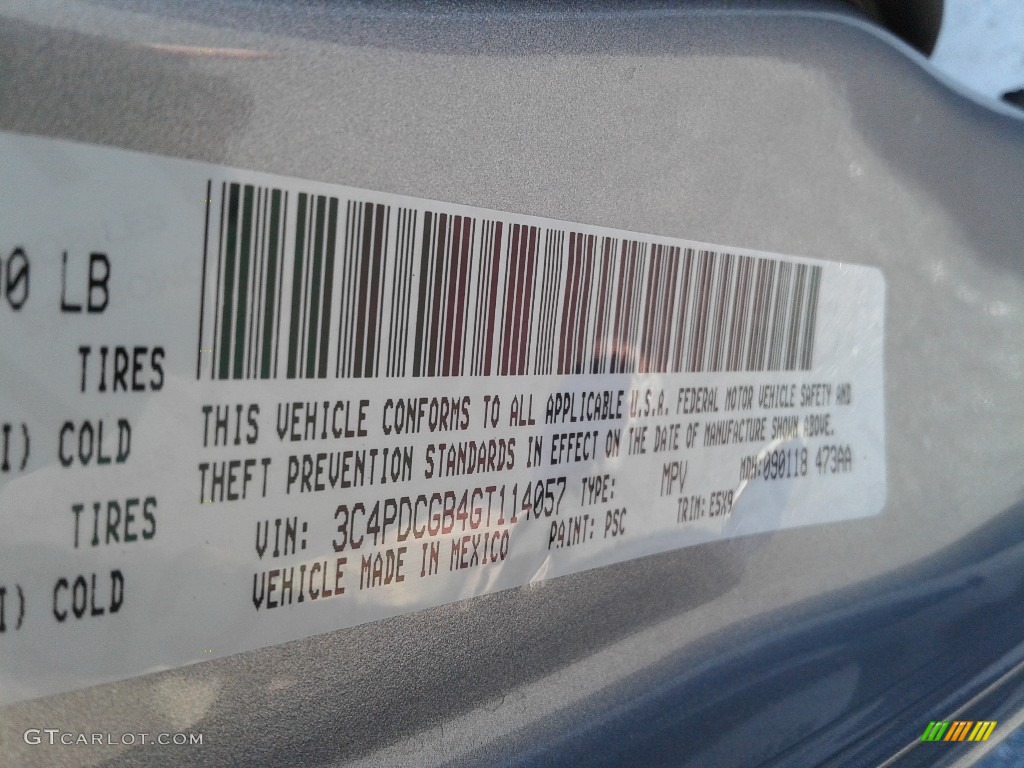 00 LB
TIRES
I) COLD
TIRES
I) COLD
THIS VEHICLE CONFORMS TO ALL APPLICABLE U.S.A. FEDERAL MOTOR VEHICLE SAFETY AND
THEFT PREVENTION STANDARDS IN EFFECT ON THE DATE OF MANUFACTURE SHOWN ABOVE.
VIN: 3C4PDCGB4GT114057 TYPE: MPV MDH:090118 473AA
VEHICLE MADE IN MEXICO PAINT: PSC TRIM: E5X9
GTCARLOT.COM